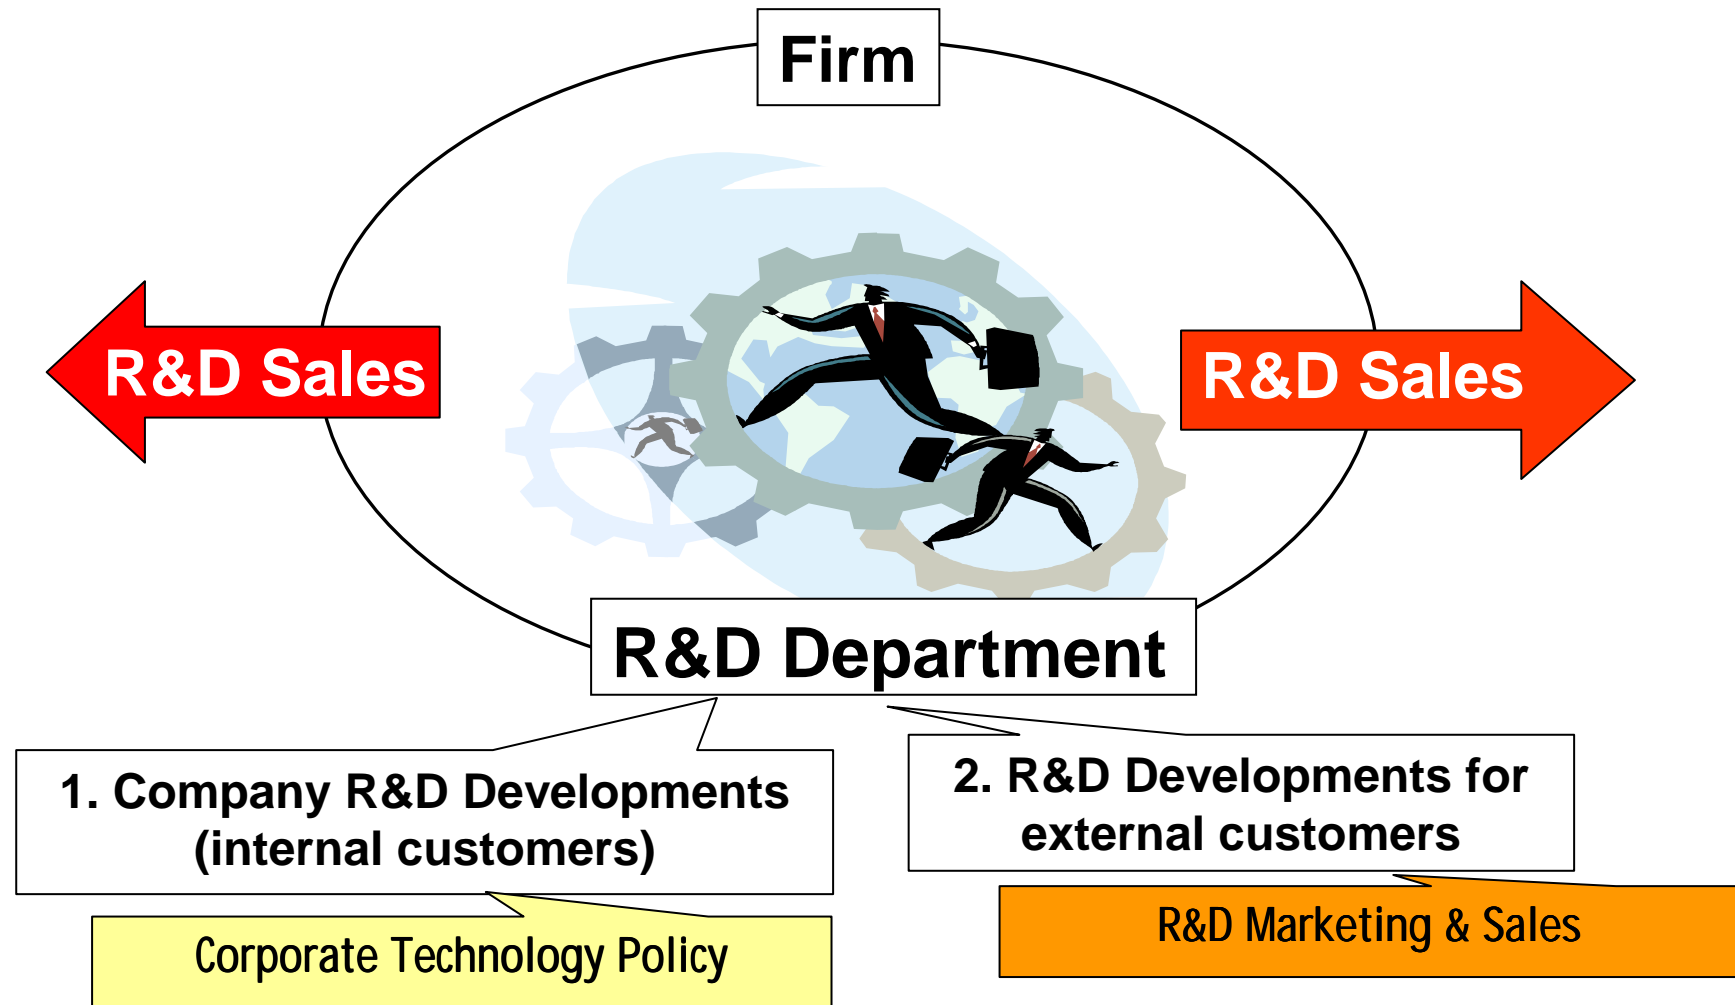 Firm
R&D Sales
R&D Sales
R&D Department
1. Company R&D Developments
(internal customers)
2. R&D Developments for
external customers
Corporate Technology Policy
R&D Marketing & Sales